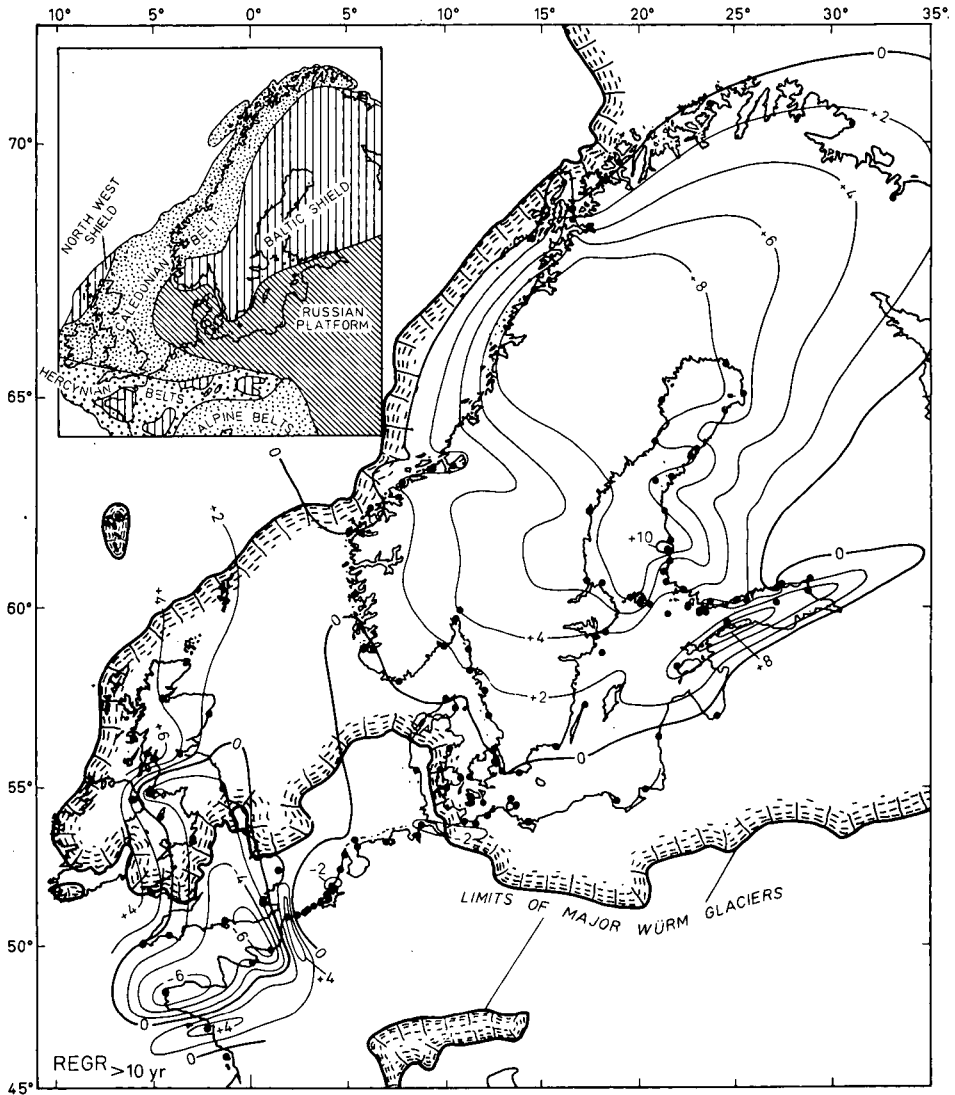 10° 5° 0° 5° 10° 15° 20° 25° 30° 35°
70°
65°
60°
55°
50°
45°
NORTH WEST
SHIELD
CALEDONIAN
BELT
BALTIC SHIELD
RUSSIAN
PLATFORM
HERCYNIAN
BELTS
ALPINE BELTS
0
+2
+4
+6
+8
0
+2
+4
+10
0
+4
+8
0
+2
+6
0
0
-2
-2
+4
-4
-6
0
+4
-6
0
+4
0
LIMITS OF MAJOR WÜRM GLACIERS
REGR >10 yr